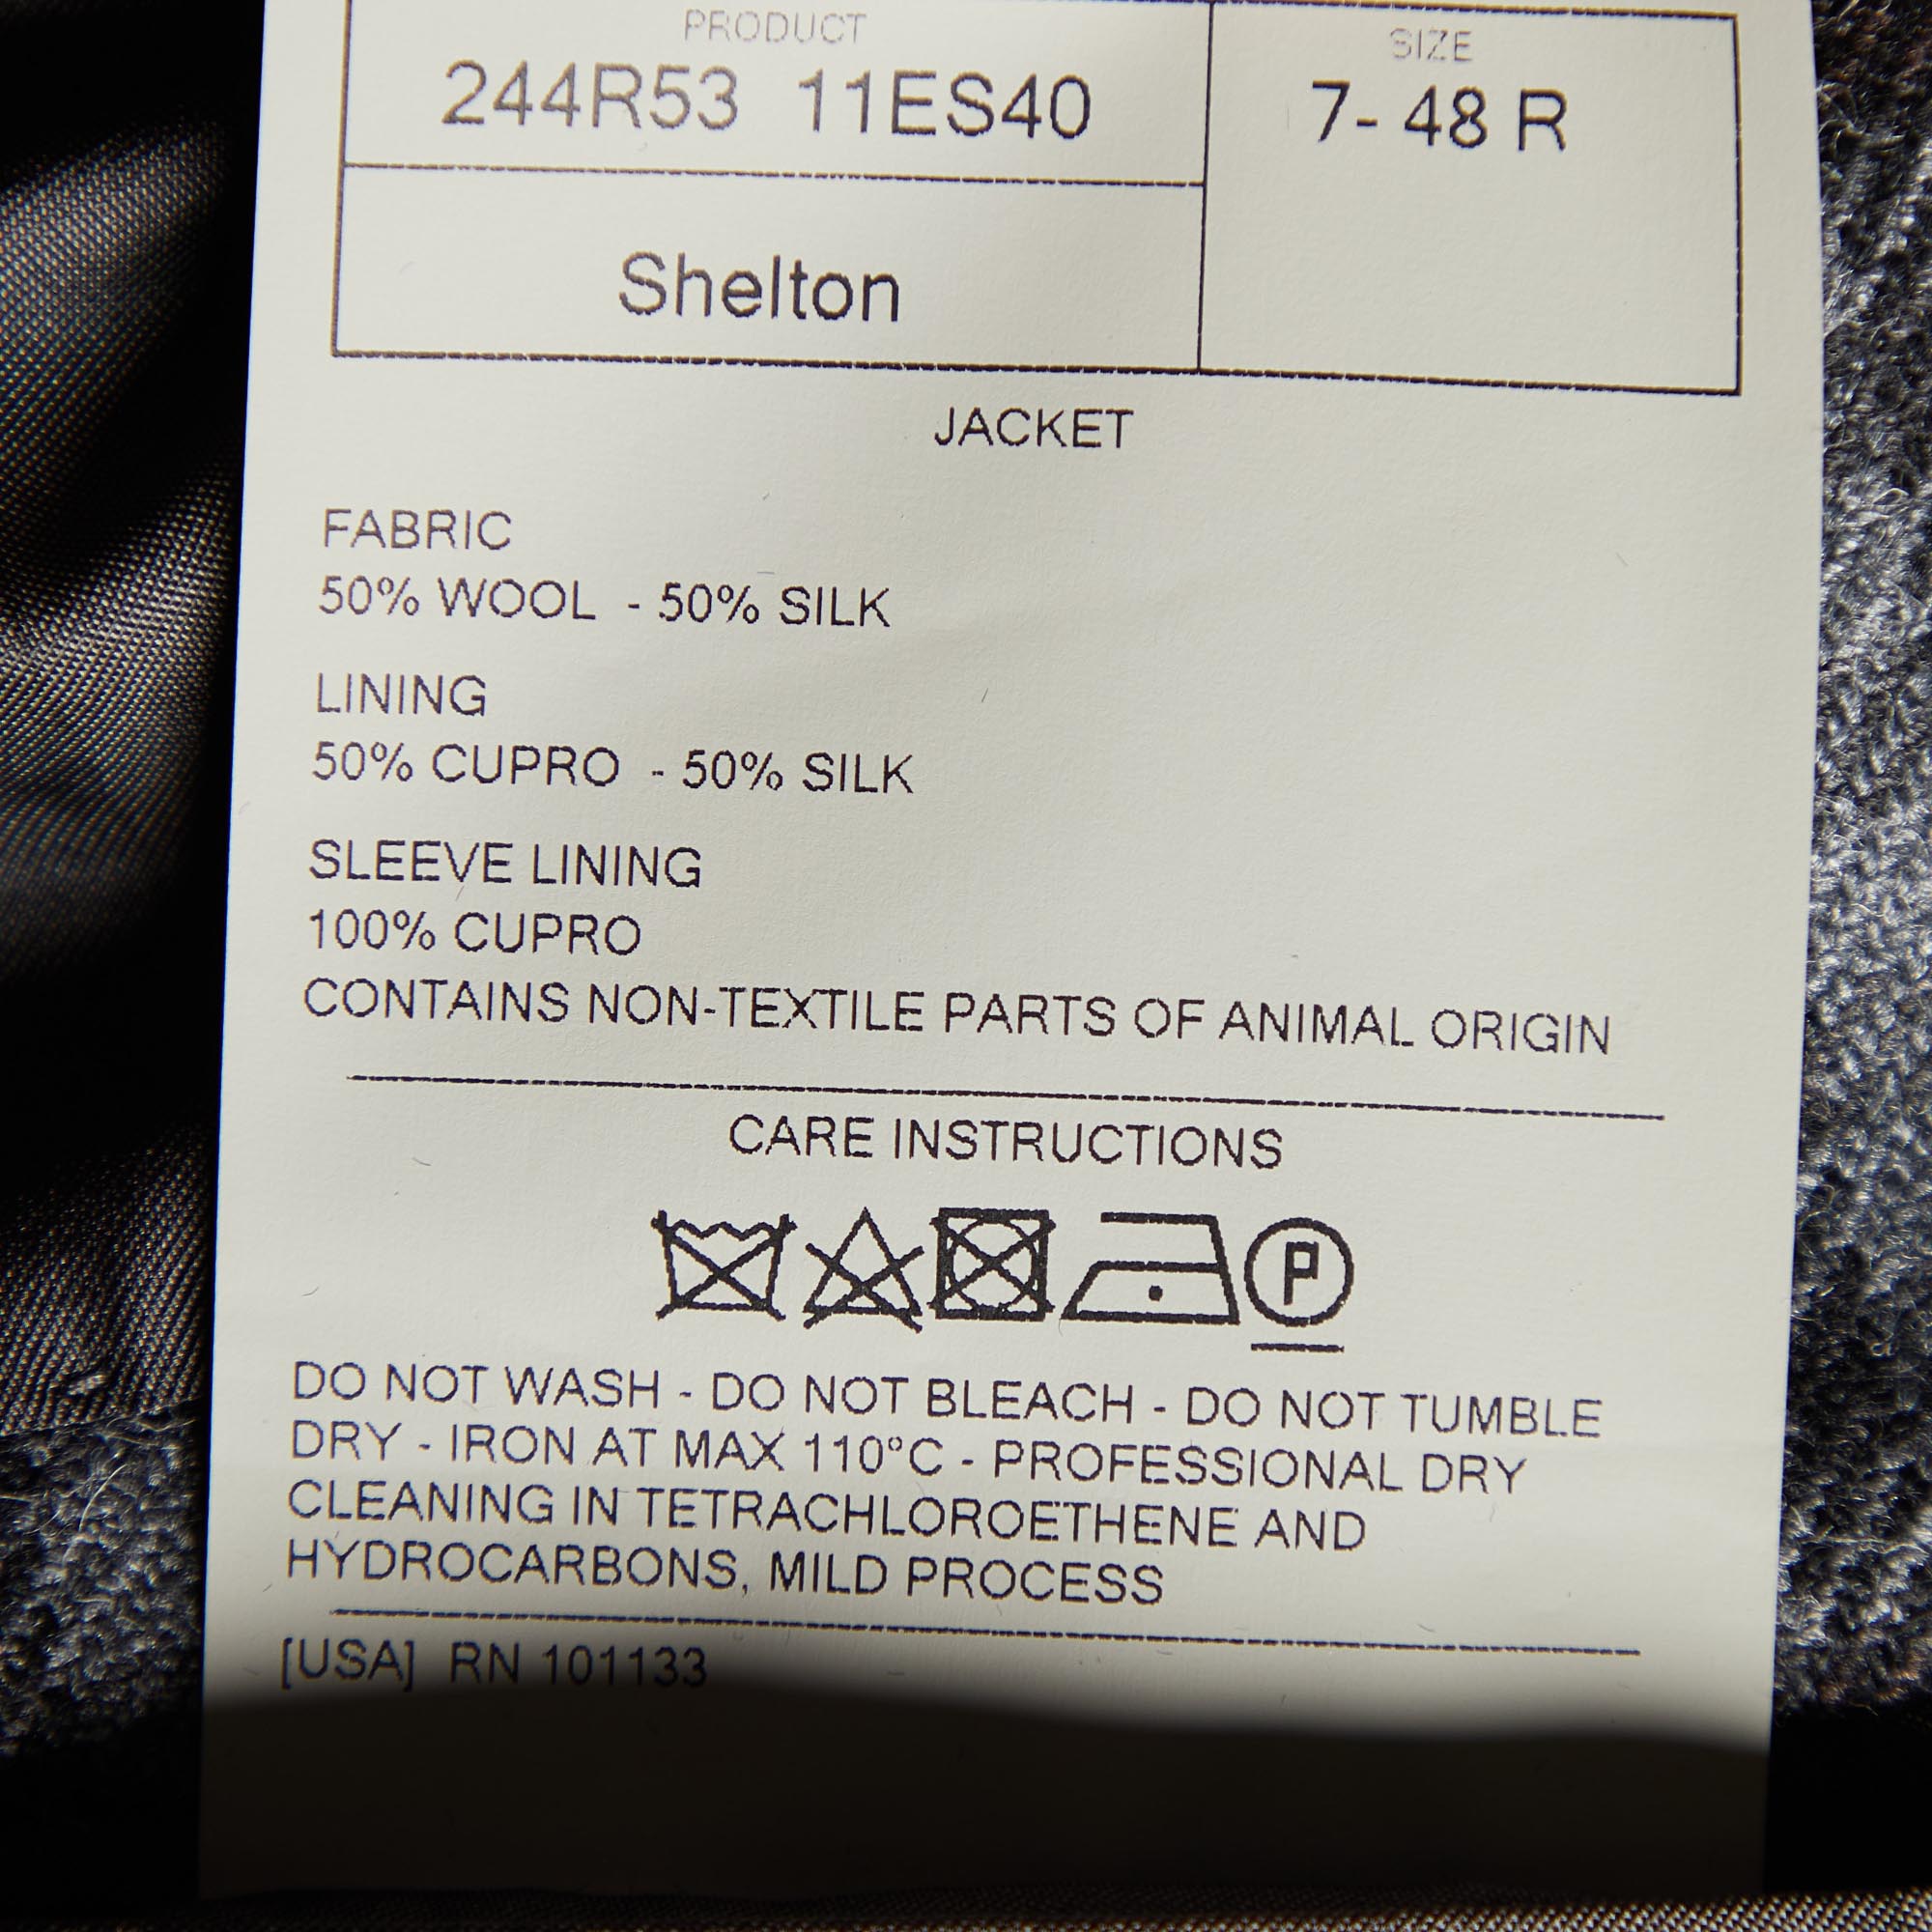 PRODUCT
244R53 11ES40
SIZE
7- 48 R
Shelton
JACKET
FABRIC
50% WOOL - 50% SILK
LINING
50% CUPRO - 50% SILK
SLEEVE LINING
100% CUPRO
CONTAINS NON-TEXTILE PARTS OF ANIMAL ORIGIN
CARE INSTRUCTIONS
P
DO NOT WASH - DO NOT BLEACH - DO NOT TUMBLE
DRY - IRON AT MAX 110°C - PROFESSIONAL DRY
CLEANING IN TETRACHLOROETHENE AND
HYDROCARBONS, MILD PROCESS
[USA] RN 101133